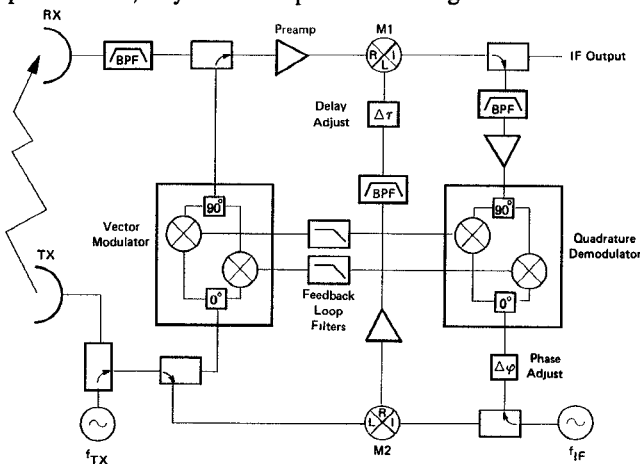 RX
BPF
Preamp
M1
R I
L
IF Output
Delay
Adjust
Δτ
BPF
BPF
Vector
Modulator
90°
0°
Feedback
Loop
Filters
90°
0°
Quadrature
Demodulator
TX
Δφ
Phase
Adjust
R
L I
M2
fTX
fIF